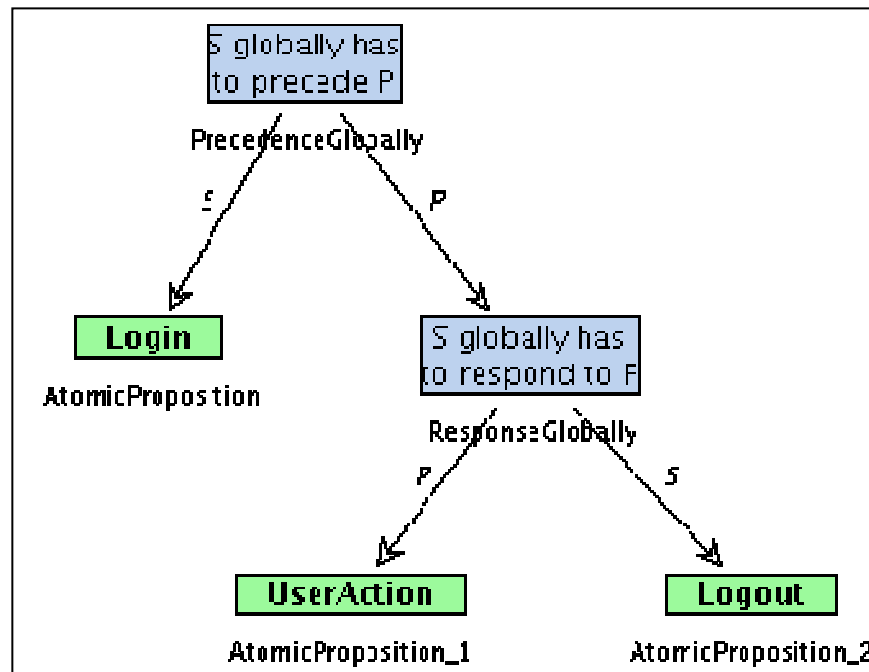 S globally has
to precede P
PrecedenceGlobally
S
P
Login
AtomicProposition
S globally has
to respond to P
ResponseGlobally
P
S
UserAction
Logout
AtomicProposition_1
AtomicProposition_2